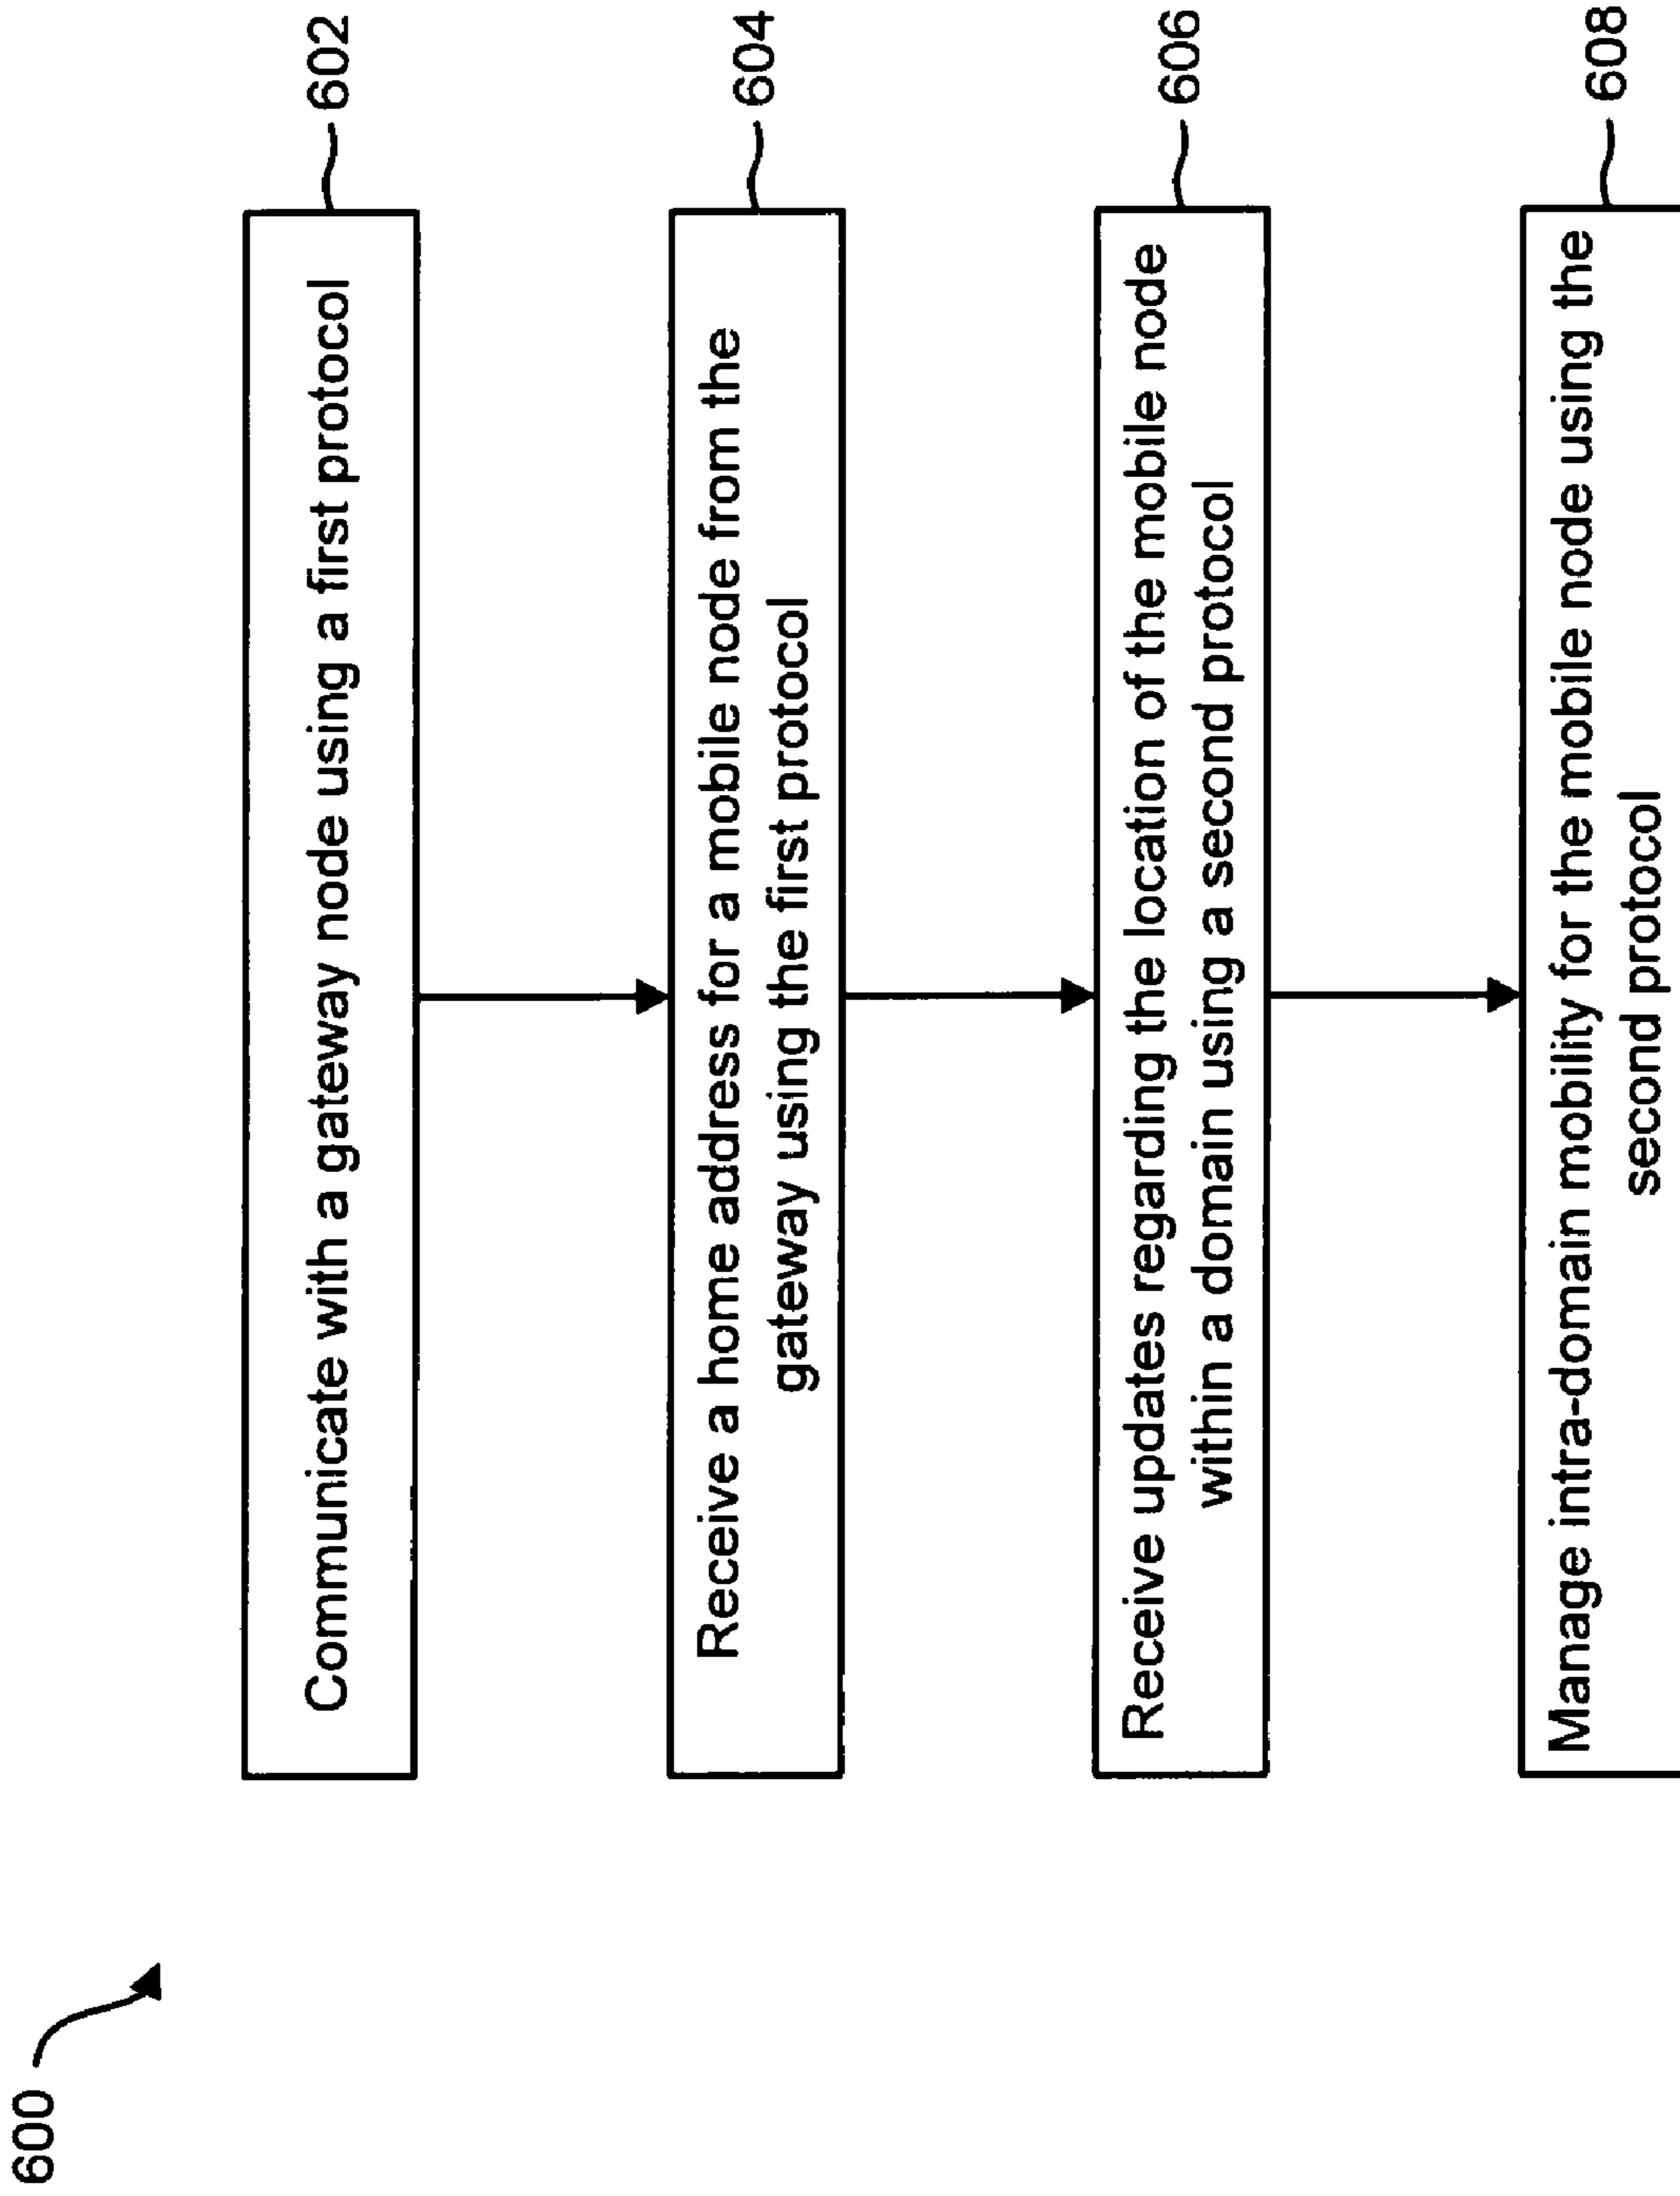 600
Communicate with a gateway node using a first protocol
602
Receive a home address for a mobile node from the
gateway using the first protocol
604
Receive updates regarding the location of the mobile node
within a domain using a second protocol
606
Manage intra-domain mobility for the mobile node using the
second protocol
608